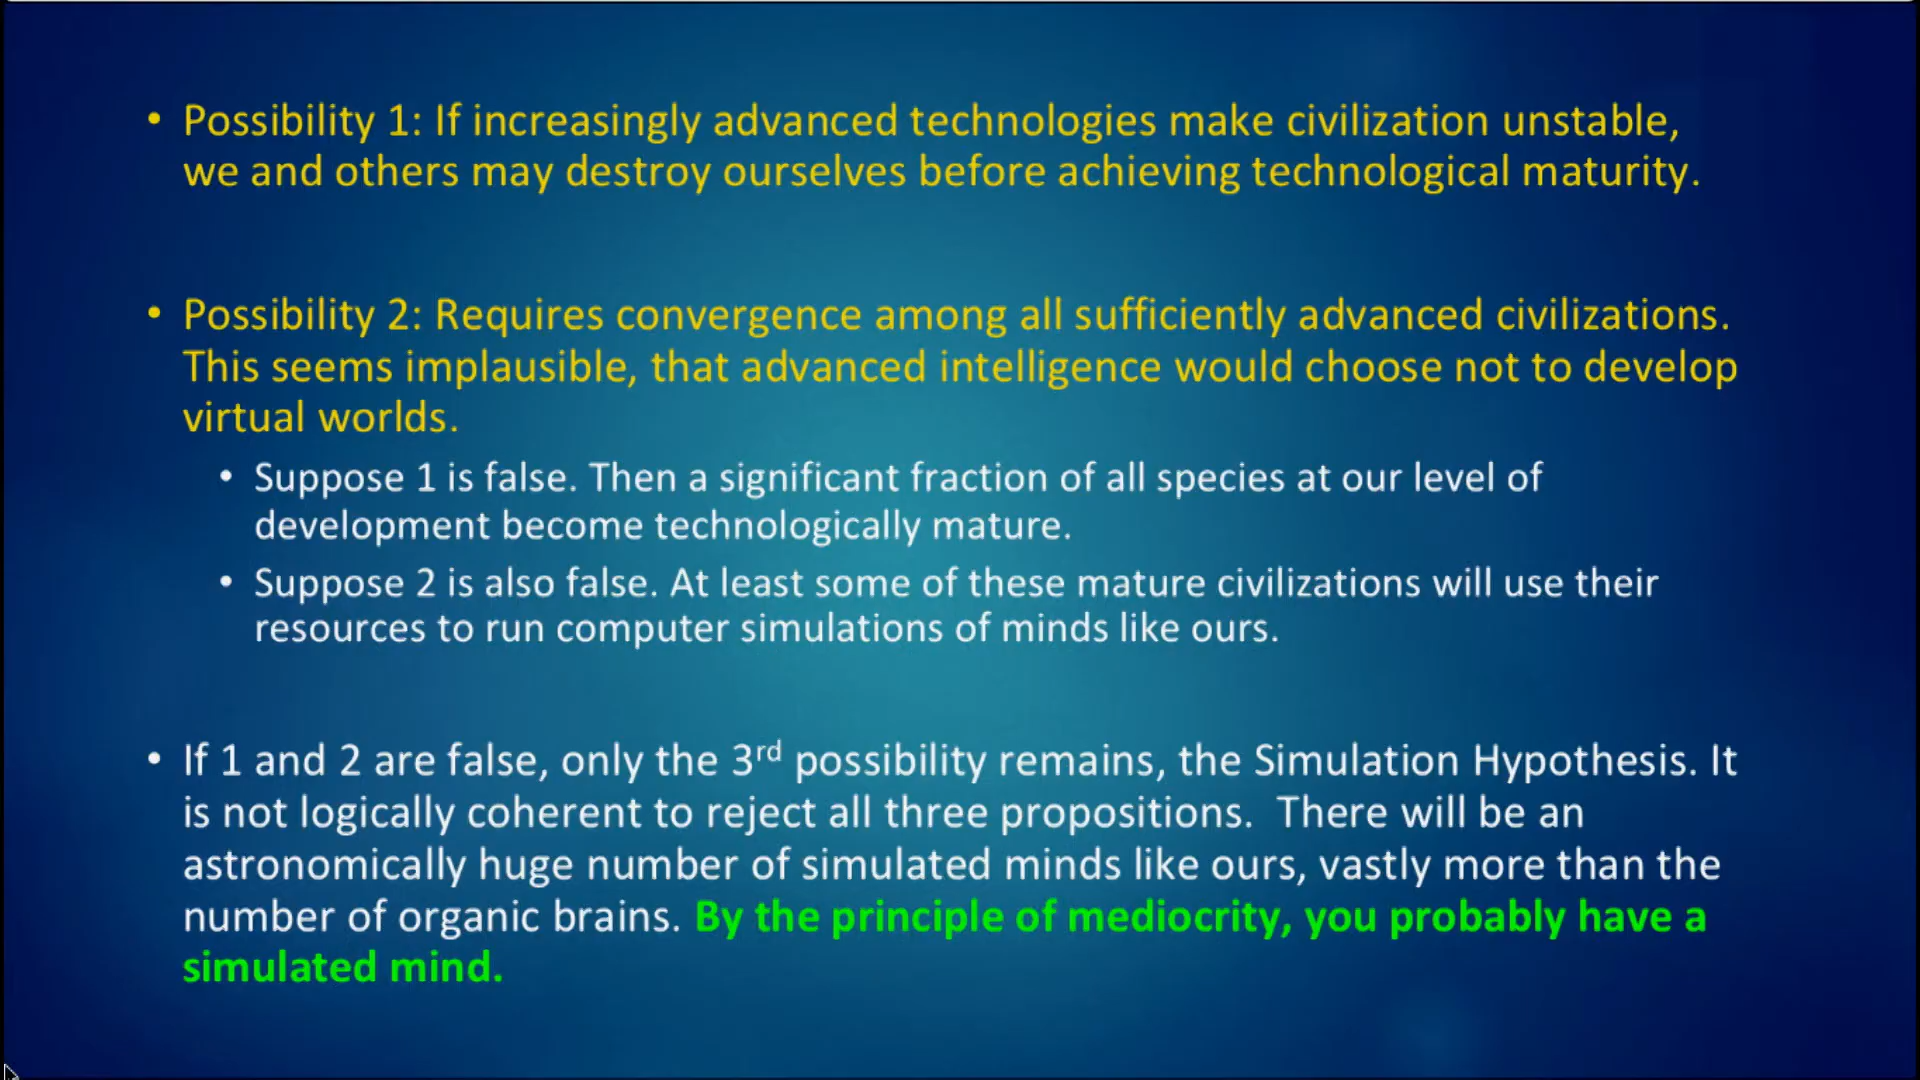 • Possibility 1: If increasingly advanced technologies make civilization unstable,
we and others may destroy ourselves before achieving technological maturity.
• Possibility 2: Requires convergence among all sufficiently advanced civilizations.
This seems implausible, that advanced intelligence would choose not to develop
virtual worlds.
• Suppose 1 is false. Then a significant fraction of all species at our level of
development become technologically mature.
• Suppose 2 is also false. At least some of these mature civilizations will use their
resources to run computer simulations of minds like ours.
• If 1 and 2 are false, only the 3rd possibility remains, the Simulation Hypothesis. It
is not logically coherent to reject all three propositions.  There will be an
astronomically huge number of simulated minds like ours, vastly more than the
number of organic brains. By the principle of mediocrity, you probably have a
simulated mind.